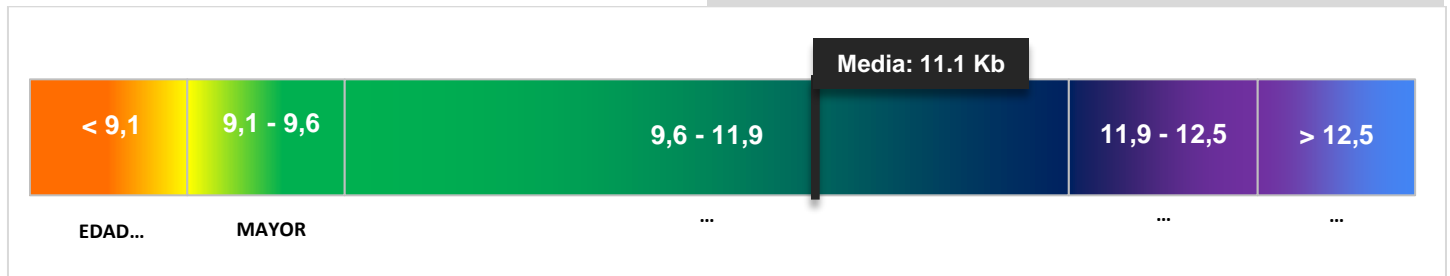 Media: 11.1 Kb
< 9,1
9,1 - 9,6
9,6 - 11,9
11,9 - 12,5
> 12,5
EDAD...
MAYOR
...
...
...